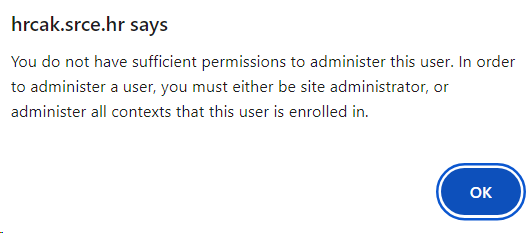 hrcak.srce.hr says
You do not have sufficient permissions to administer this user. In order
to administer a user, you must either be site administrator, or
administer all contexts that this user is enrolled in.
OK